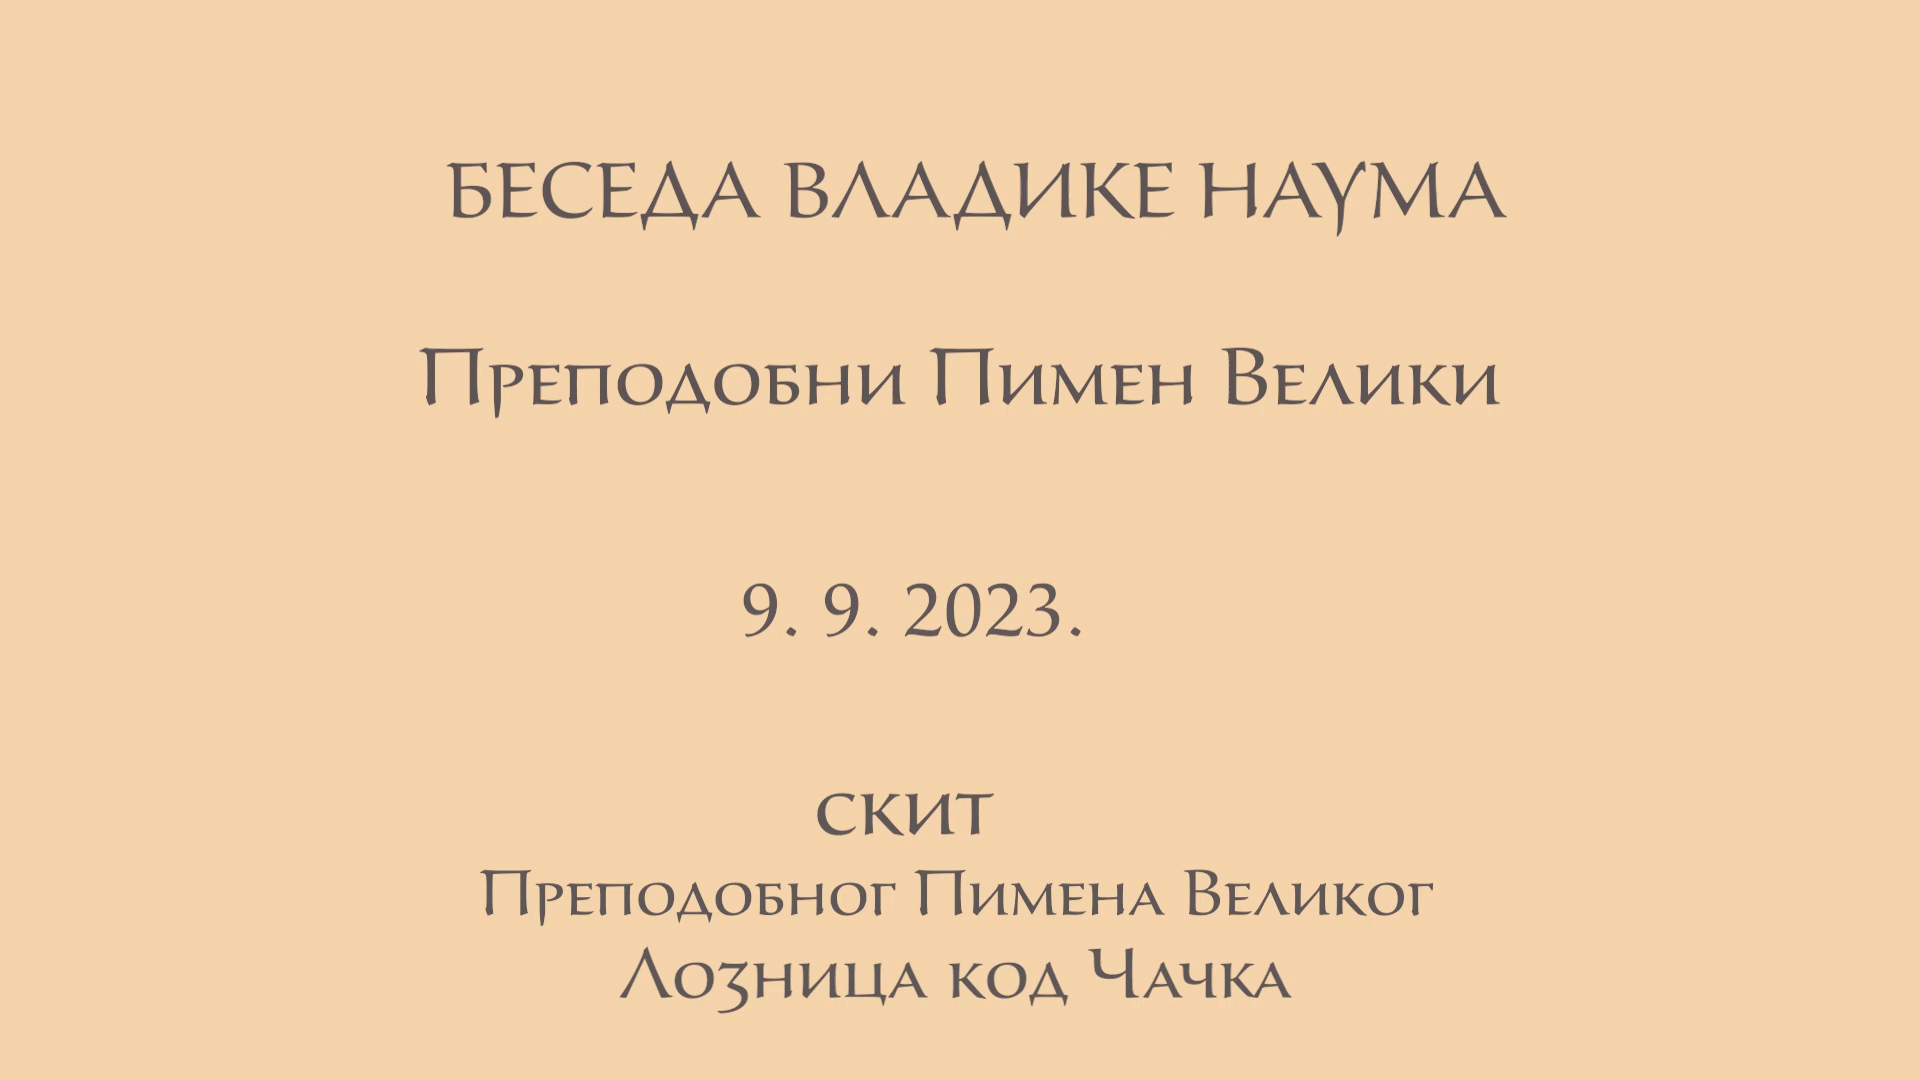 БЕСЕДА ВЛАДИКЕ НАУМА
Преподобни Пимен Велики
9. 9. 2023.
скит
Преподобног Пимена Великог
Лозница код Чачка